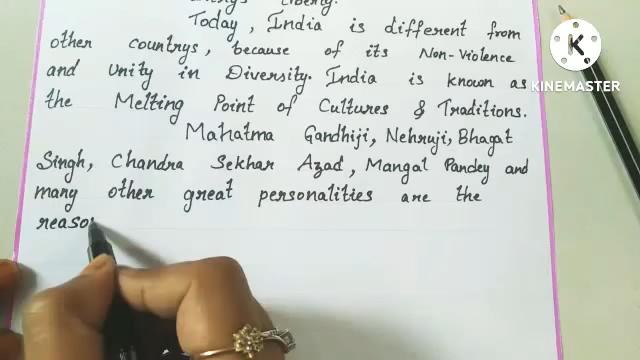 Liberty.
Today, India is different from
other countrys, because of its Non-Violence
and Unity in Diversity. India is known as
the Melting Point of Cultures & Traditions.
Mahatma Gandhiji, Nehruji, Bhagat
Singh, Chandra Sekhar Azad, Mangal Pandey and
many other great personalities are the
reason
K
KINEMASTER